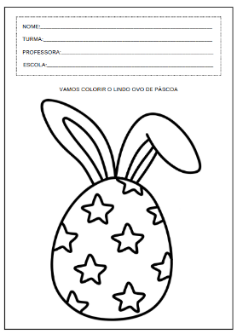 NOME:
TURMA:
PROFESSORA:
ESCOLA:
VAMOS COLORIR O LINDO OVO DE PÁSCOA